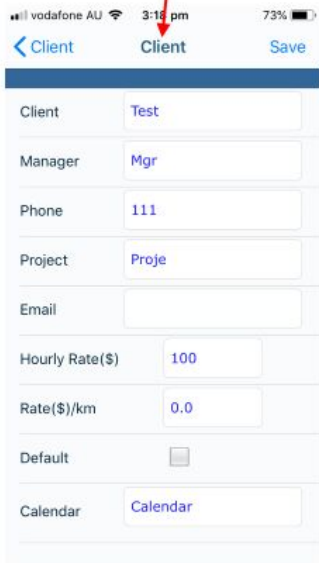 vodafone AU 3:18 pm 73%
Client Client Save
Client Test
Manager Mgr
Phone 111
Project Proje
Email
Hourly Rate($) 100
Rate($)/km 0.0
Default
Calendar Calendar